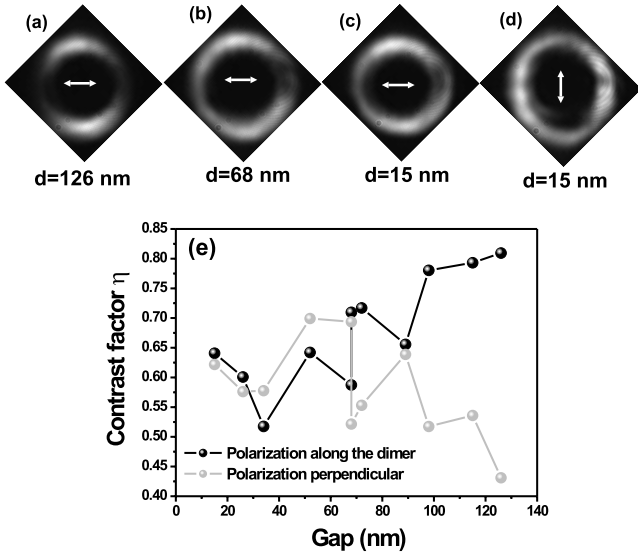 (a)
(b)
(c)
(d)
d=126 nm
d=68 nm
d=15 nm
d=15 nm
(e)
0.85
0.80
0.75
0.70
0.65
0.60
0.55
0.50
0.45
0.40
Contrast factor η
Polarization along the dimer
Polarization perpendicular
0 20 40 60 80 100 120 140
Gap (nm)